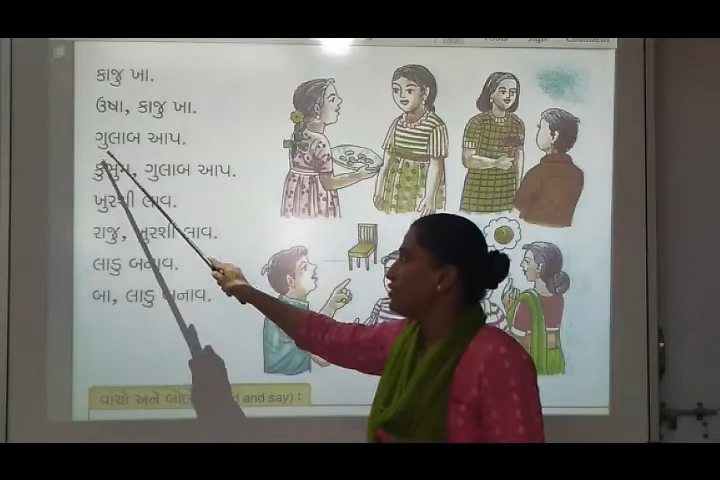 Tools Sign Comment
કાજુ ખા.
ઉષા, કાજુ ખા.
ગુલાબ આપ.
કુસુમ, ગુલાબ આપ.
ખુરશી લાવ.
રાજુ, ખુરશી લાવ.
લાડુ બનાવ.
બા, લાડુ બનાવ.
વાંચો અને and say) :